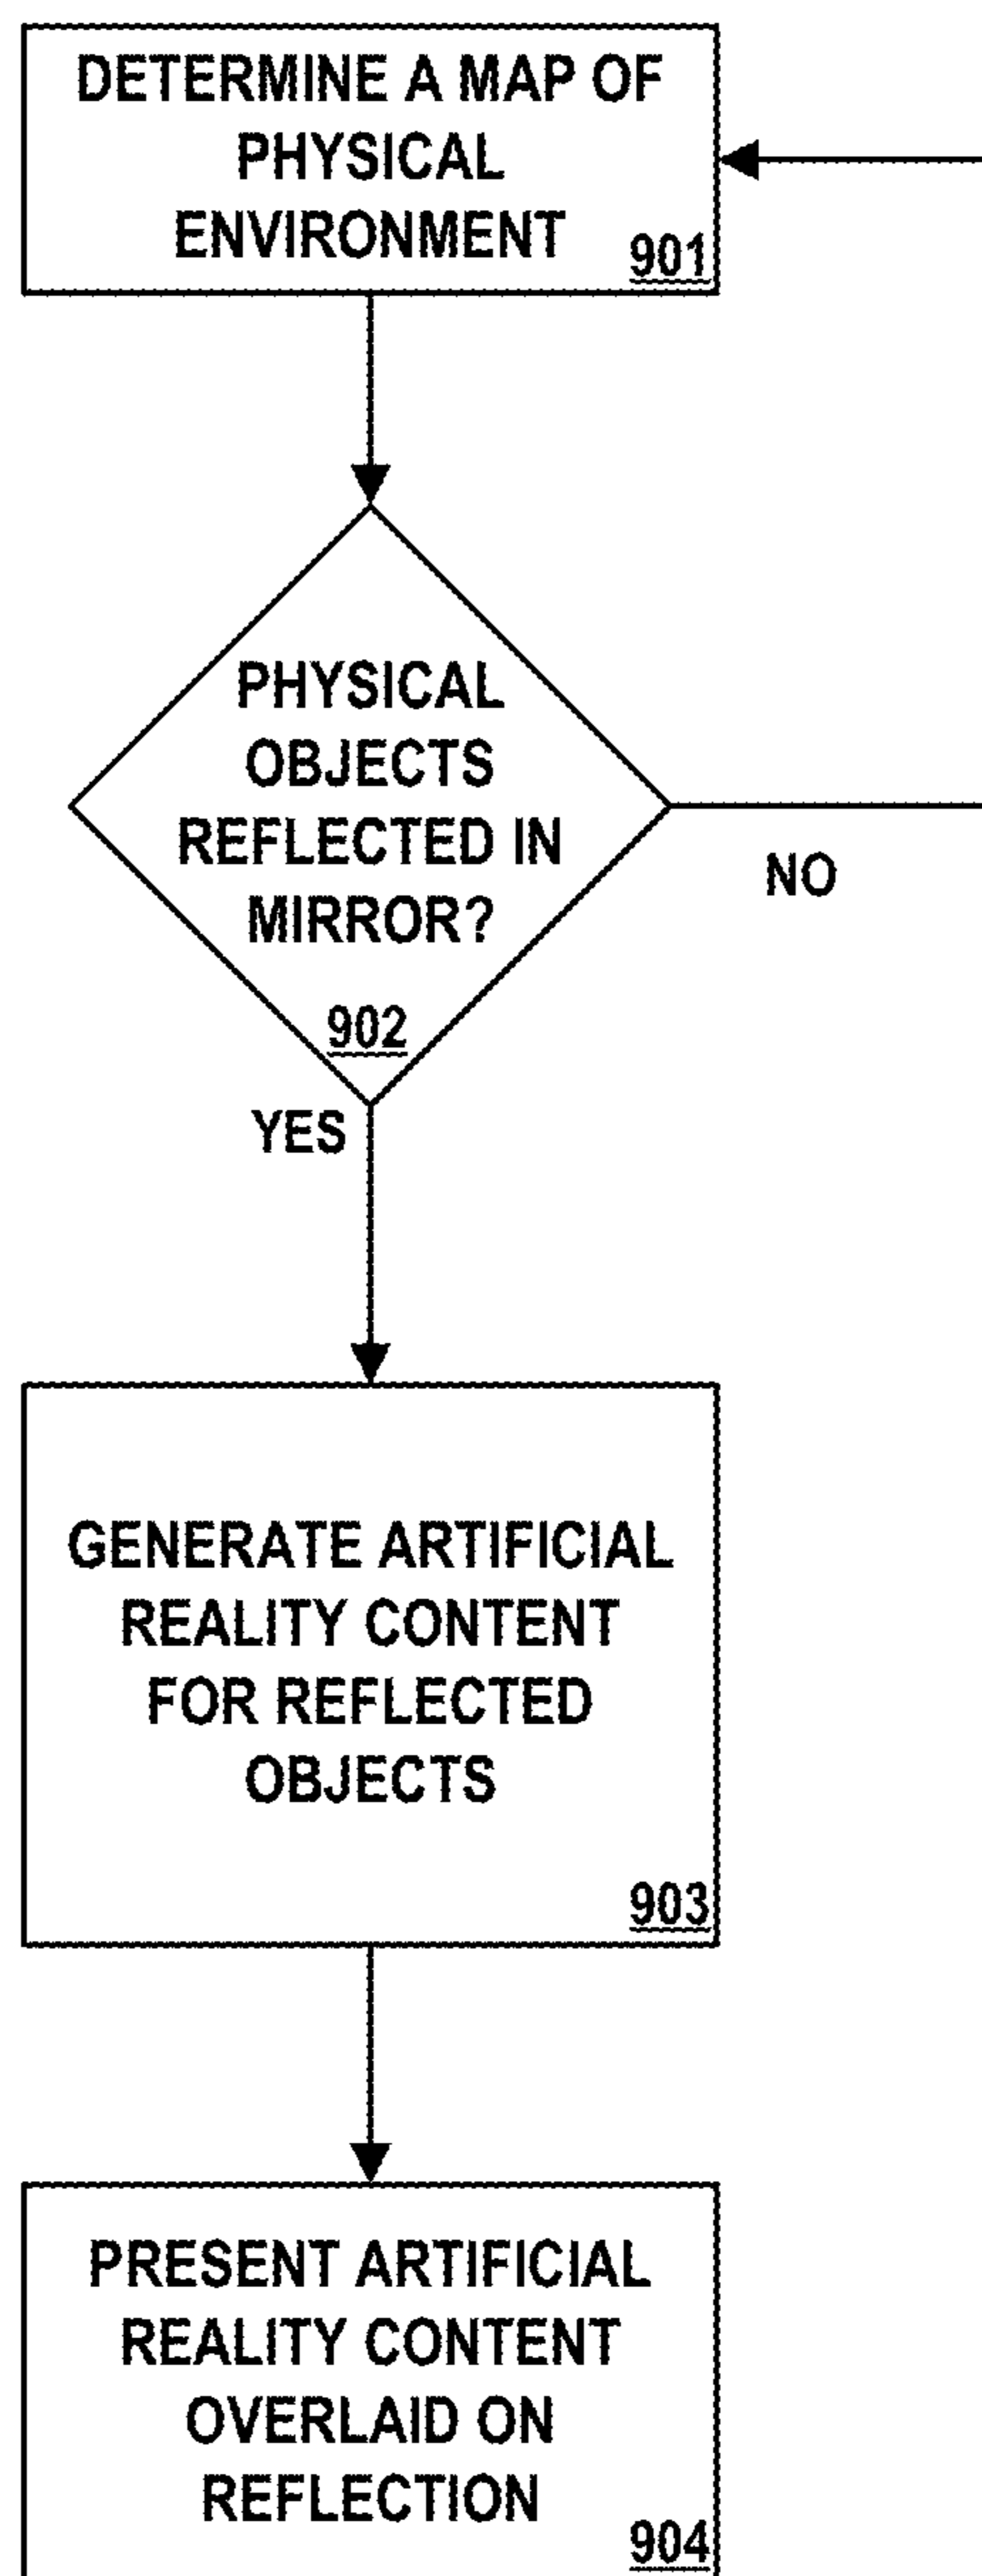 DETERMINE A MAP OF
PHYSICAL
ENVIRONMENT
901
PHYSICAL
OBJECTS
REFLECTED IN
MIRROR?
902
NO
YES
GENERATE ARTIFICIAL
REALITY CONTENT
FOR REFLECTED
OBJECTS
903
PRESENT ARTIFICIAL
REALITY CONTENT
OVERLAID ON
REFLECTION
904